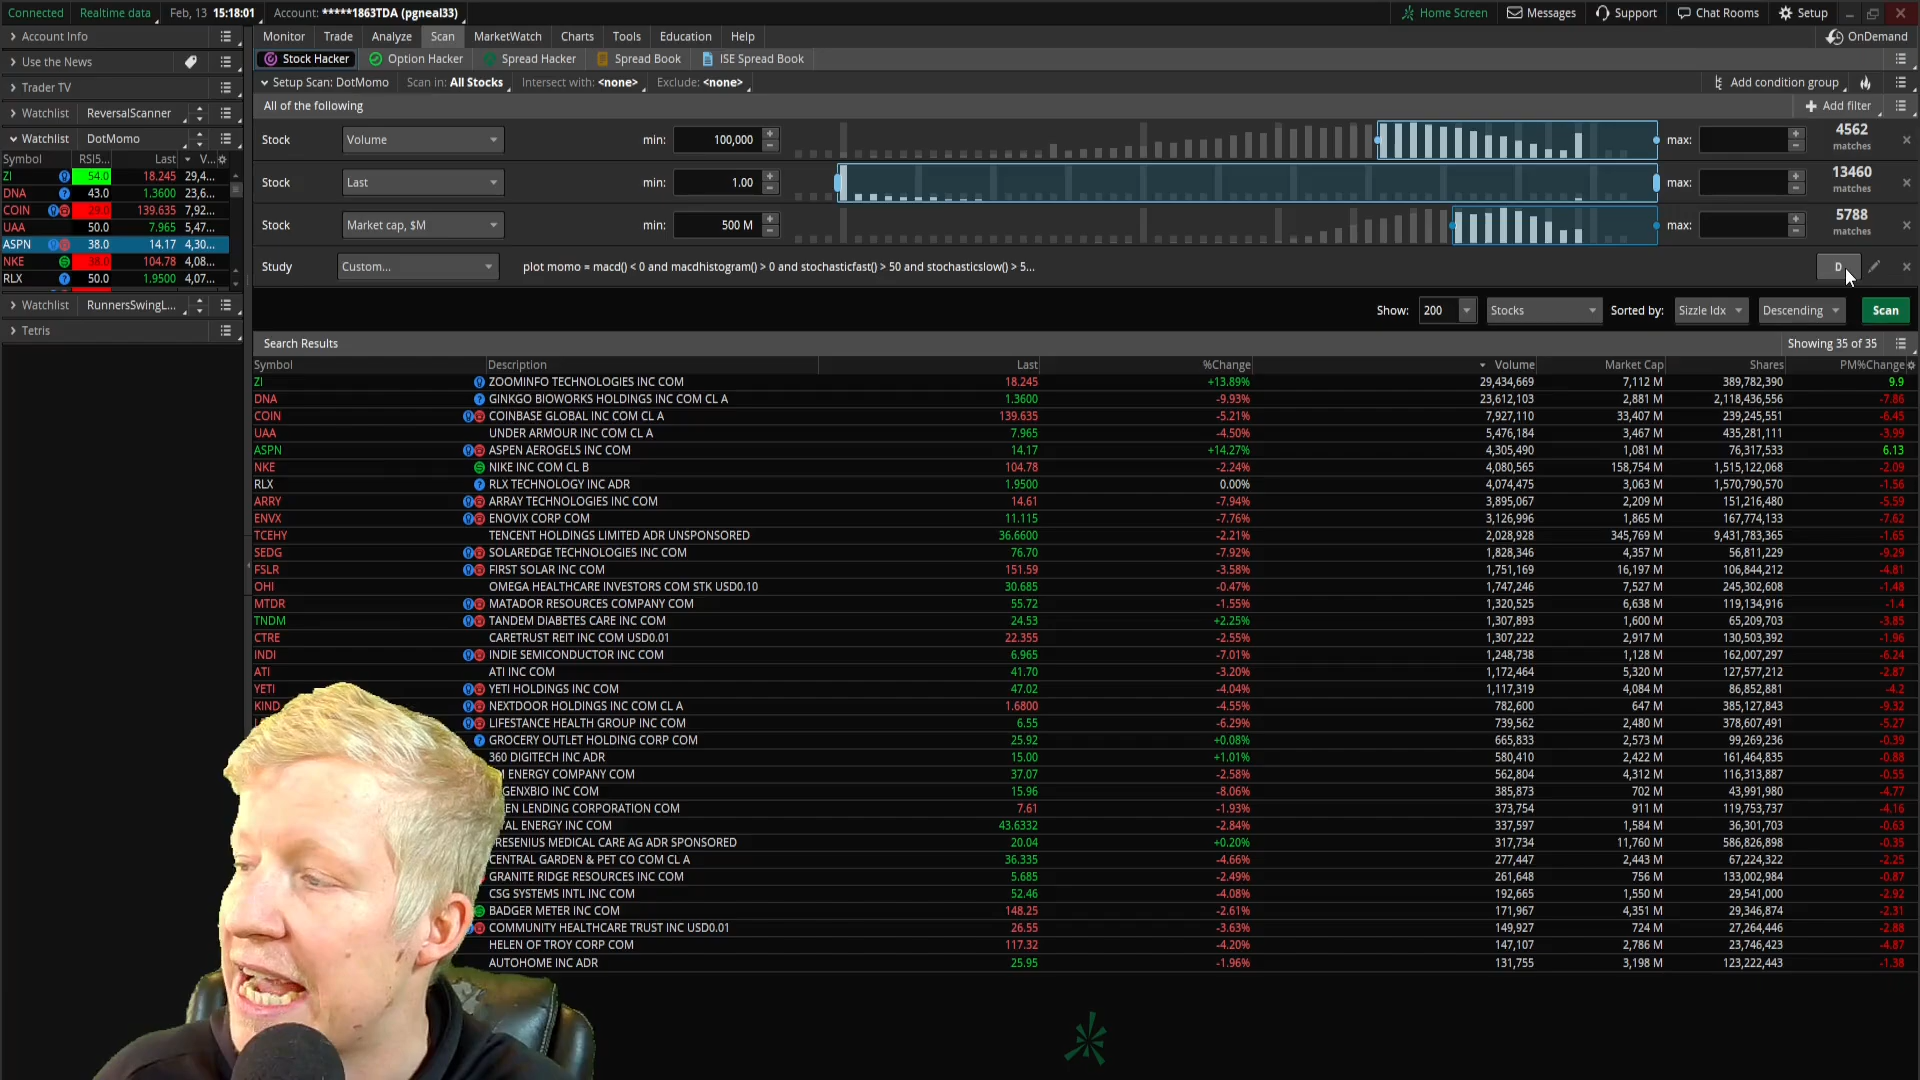 Connected Realtime data Feb, 13 15:18:01 Account: *****1863TDA (pgneal33) Home Screen Messages Support Chat Rooms Setup
Account Info Monitor Trade Analyze Scan MarketWatch Charts Tools Education Help OnDemand
Use the News Stock Hacker Option Hacker Spread Hacker Spread Book ISE Spread Book
Trader TV Setup Scan: DotMomo Scan in: All Stocks Intersect with: <none> Exclude: <none> Add condition group
All of the following Add filter
Watchlist ReversalScanner
Watchlist DotMomo
Symbol RSI5... Last V...
ZI 54.0 18.245 29,4...
DNA 43.0 1.3600 23,6...
COIN 139.635 7,92...
UAA 50.0 7.965 5,47...
ASPN 38.0 14.17 4,30...
NKE 104.78 4,08...
RLX 50.0 1.9500 4,07...
Watchlist RunnersSwingL...
Tetris
Stock Volume min: 100,000 max: 4562 matches
Stock Last min: 1.00 max: 13460 matches
Stock Market cap, $M min: 500 M max: 5788 matches
Study Custom... plot momo = macd() < 0 and macdhistogram() > 0 and stochasticfast() > 50 and stochasticslow() > 5... D
Show: 200 Stocks Sorted by: Sizzle Idx Descending Scan
Search Results Showing 35 of 35
Symbol Description Last %Change Volume Market Cap Shares PM%Change
ZI ZOOMINFO TECHNOLOGIES INC COM 18.245 +13.89% 29,434,669 7,112 M 389,782,390 9.9
DNA GINKGO BIOWORKS HOLDINGS INC COM CL A 1.3600 -9.93% 23,612,103 2,881 M 2,118,436,556 -7.86
COIN COINBASE GLOBAL INC COM CL A 139.635 -5.21% 7,927,110 33,407 M 239,245,551 -6.45
UAA UNDER ARMOUR INC COM CL A 7.965 -4.50% 5,476,184 3,467 M 435,281,111 -3.99
ASPN ASPEN AEROGELS INC COM 14.17 +14.27% 4,305,490 1,081 M 76,317,533 6.13
NKE NIKE INC COM CL B 104.78 -2.24% 4,080,565 158,754 M 1,515,122,068 -2.09
RLX RLX TECHNOLOGY INC ADR 1.9500 0.00% 4,074,475 3,063 M 1,570,790,570 -1.56
ARRY ARRAY TECHNOLOGIES INC COM 14.61 -7.94% 3,895,067 2,209 M 151,216,480 -5.59
ENVX ENOVIX CORP COM 11.115 -7.76% 3,126,996 1,865 M 167,774,133 -7.62
TCEHY TENCENT HOLDINGS LIMITED ADR UNSPONSORED 36.6600 -2.21% 2,028,928 345,769 M 9,431,783,365 -1.65
SEDG SOLAREDGE TECHNOLOGIES INC COM 76.70 -7.92% 1,828,346 4,357 M 56,811,229 -9.29
FSLR FIRST SOLAR INC COM 151.59 -3.58% 1,751,169 16,197 M 106,844,212 -4.81
OHI OMEGA HEALTHCARE INVESTORS COM STK USD0.10 30.685 -0.47% 1,747,246 7,527 M 245,302,608 -1.48
MTDR MATADOR RESOURCES COMPANY COM 55.72 -1.55% 1,320,525 6,638 M 119,134,916 -1.4
TNDM TANDEM DIABETES CARE INC COM 24.53 +2.25% 1,307,893 1,600 M 65,209,703 -3.85
CTRE CARETRUST REIT INC COM USD0.01 22.355 -2.55% 1,307,222 2,917 M 130,503,392 -1.96
INDI INDIE SEMICONDUCTOR INC COM 6.965 -7.01% 1,248,738 1,128 M 162,007,297 -6.24
ATI ATI INC COM 41.70 -3.20% 1,172,464 5,320 M 127,577,212 -2.87
YETI YETI HOLDINGS INC COM 47.02 -4.04% 1,117,319 4,084 M 86,852,881 -4.2
KIND NEXTDOOR HOLDINGS INC COM CL A 1.6800 -4.55% 782,600 647 M 385,127,843 -9.32
LIFESTANCE HEALTH GROUP INC COM 6.55 -6.29% 739,562 2,480 M 378,607,491 -5.27
GROCERY OUTLET HOLDING CORP COM 25.92 +0.08% 665,833 2,573 M 99,269,236 -0.39
360 DIGITECH INC ADR 15.00 +1.01% 580,410 2,422 M 161,464,835 -0.88
ENERGY COMPANY COM 37.07 -2.58% 562,804 4,312 M 116,313,887 -0.55
GENXBIO INC COM 15.96 -8.06% 385,873 702 M 43,991,980 -4.77
EN LENDING CORPORATION COM 7.61 -1.93% 373,754 911 M 119,753,737 -4.16
AL ENERGY INC COM 43.6332 -2.84% 337,597 1,584 M 36,301,703 -0.63
RESENIUS MEDICAL CARE AG ADR SPONSORED 20.04 +0.20% 317,734 11,760 M 586,826,898 -0.35
CENTRAL GARDEN & PET CO COM CL A 36.335 -4.66% 277,447 2,443 M 67,224,322 -2.25
GRANITE RIDGE RESOURCES INC COM 5.685 -2.49% 261,648 756 M 133,002,984 -0.87
CSG SYSTEMS INTL INC COM 52.46 -4.08% 192,665 1,550 M 29,541,000 -2.92
BADGER METER INC COM 148.25 -2.61% 171,967 4,351 M 29,346,874 -2.31
COMMUNITY HEALTHCARE TRUST INC USD0.01 26.55 -3.63% 149,927 724 M 27,264,446 -2.88
HELEN OF TROY CORP COM 117.32 -4.20% 147,107 2,786 M 23,746,423 -4.87
AUTOHOME INC ADR 25.95 -1.96% 131,755 3,198 M 123,222,443 -1.38